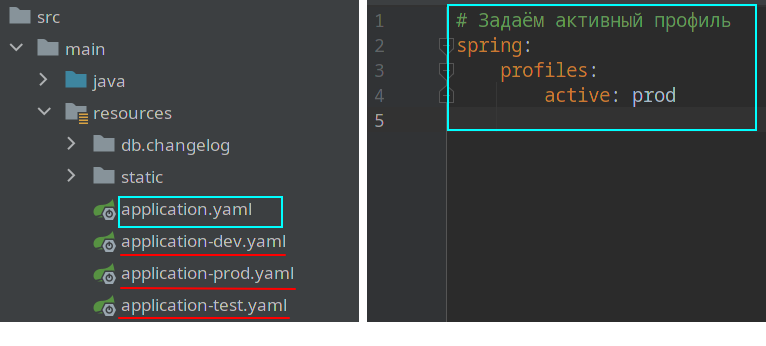 src
main
java
resources
db.changelog
static
application.yaml
application-dev.yaml
application-prod.yaml
application-test.yaml
1 # Задаём активный профиль
2 spring:
3 profiles:
4 active: prod
5